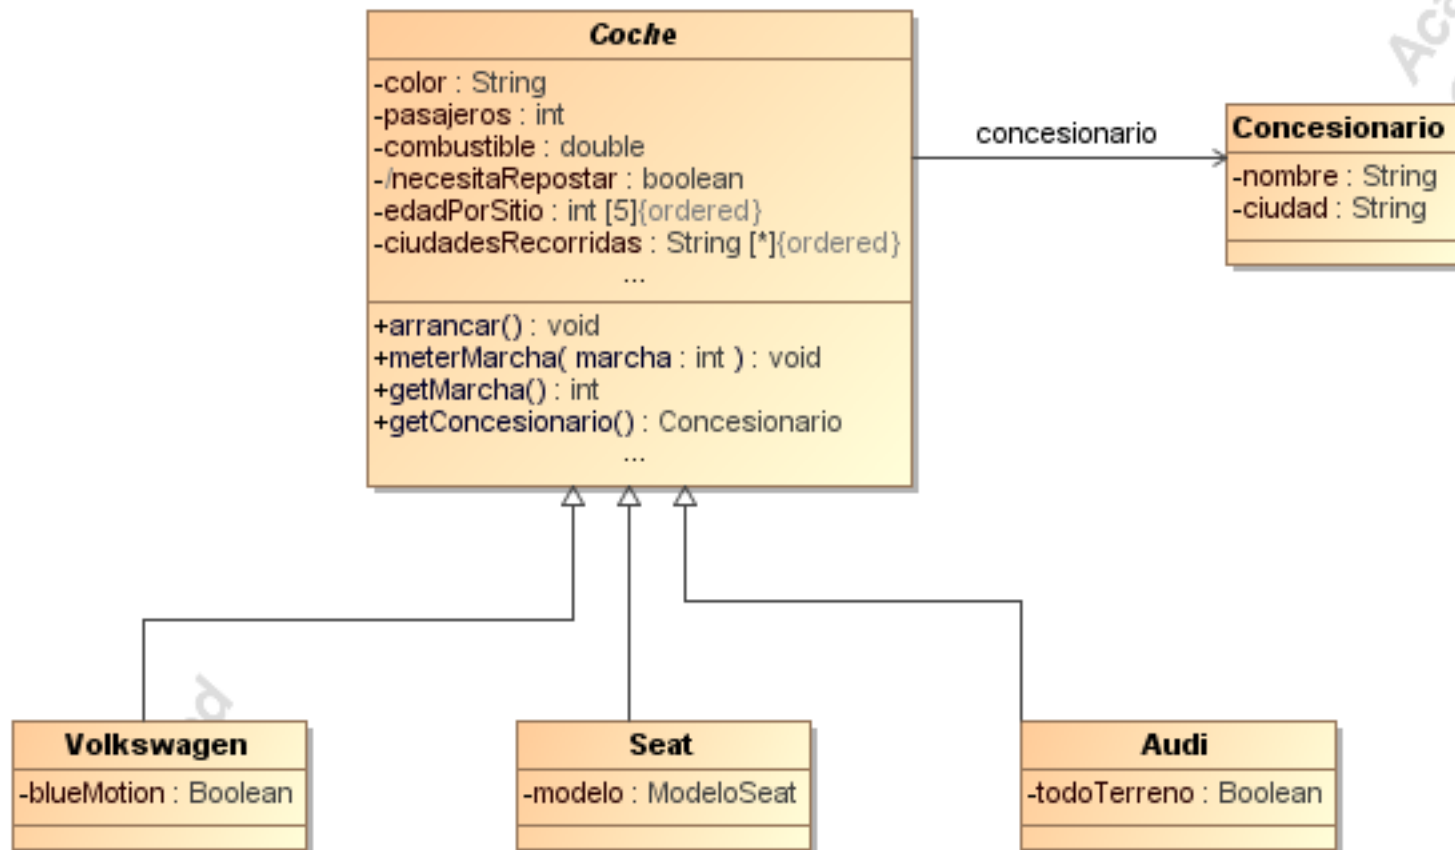 Coche
-color : String
-pasajeros : int
-combustible : double
-/necesitaRepostar : boolean
-edadPorSitio : int [5]{ordered}
-ciudadesRecorridas : String [*]{ordered}
...
+arrancar() : void
+meterMarcha( marcha : int ) : void
+getMarcha() : int
+getConcesionario() : Concesionario
...
concesionario
Concesionario
-nombre : String
-ciudad : String
Volkswagen
-blueMotion : Boolean
Seat
-modelo : ModeloSeat
Audi
-todoTerreno : Boolean